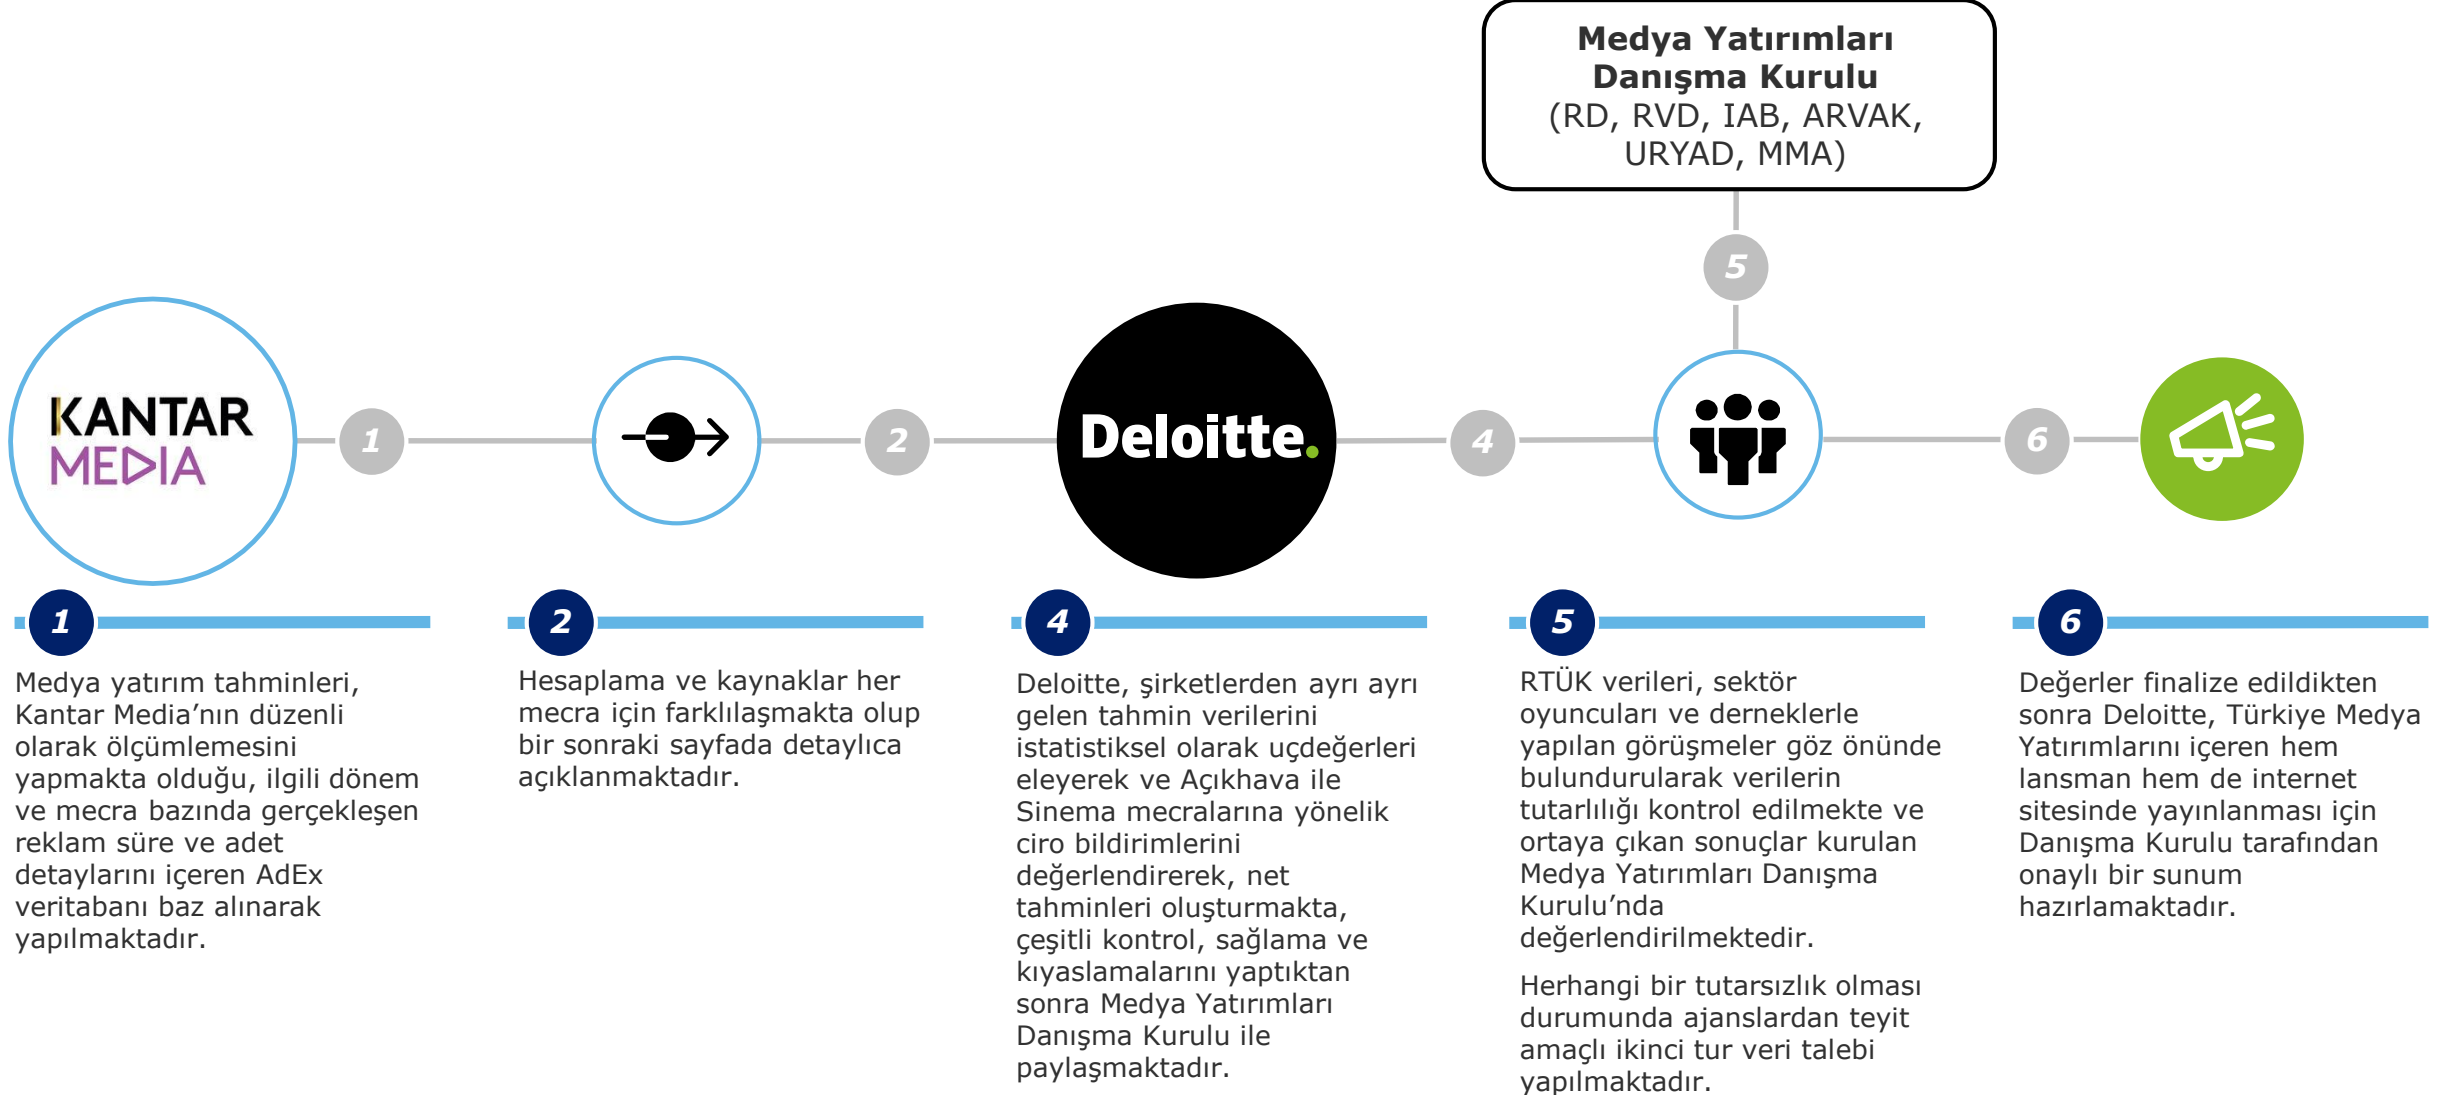 Medya Yatırımları
Danışma Kurulu
(RD, RVD, IAB, ARVAK,
URYAD, MMA)
5
KANTAR
MEDIA
1
2
Deloitte.
4
6
1
Medya yatırım tahminleri,
Kantar Media’nın düzenli
olarak ölçümlemesini
yapmakta olduğu, ilgili dönem
ve mecra bazında gerçekleşen
reklam süre ve adet
detaylarını içeren AdEx
veritabanı baz alınarak
yapılmaktadır.
2
Hesaplama ve kaynaklar her
mecra için farklılaşmakta olup
bir sonraki sayfada detaylıca
açıklanmaktadır.
4
Deloitte, şirketlerden ayrı ayrı
gelen tahmin verilerini
istatistiksel olarak uçdeğerleri
eleyerek ve Açıkhava ile
Sinema mecralarına yönelik
ciro bildirimlerini
değerlendirerek, net
tahminleri oluşturmakta,
çeşitli kontrol, sağlama ve
kıyaslamalarını yaptıktan
sonra Medya Yatırımları
Danışma Kurulu ile
paylaşmaktadır.
5
RTÜK verileri, sektör
oyuncuları ve derneklerle
yapılan görüşmeler göz önünde
bulundurularak verilerin
tutarlılığı kontrol edilmekte ve
ortaya çıkan sonuçlar kurulan
Medya Yatırımları Danışma
Kurulu’nda
değerlendirilmektedir.
Herhangi bir tutarsızlık olması
durumunda ajanslardan teyit
amaçlı ikinci tur veri talebi
yapılmaktadır.
6
Değerler finalize edildikten
sonra Deloitte, Türkiye Medya
Yatırımlarını içeren hem
lansman hem de internet
sitesinde yayınlanması için
Danışma Kurulu tarafından
onaylı bir sunum
hazırlamaktadır.